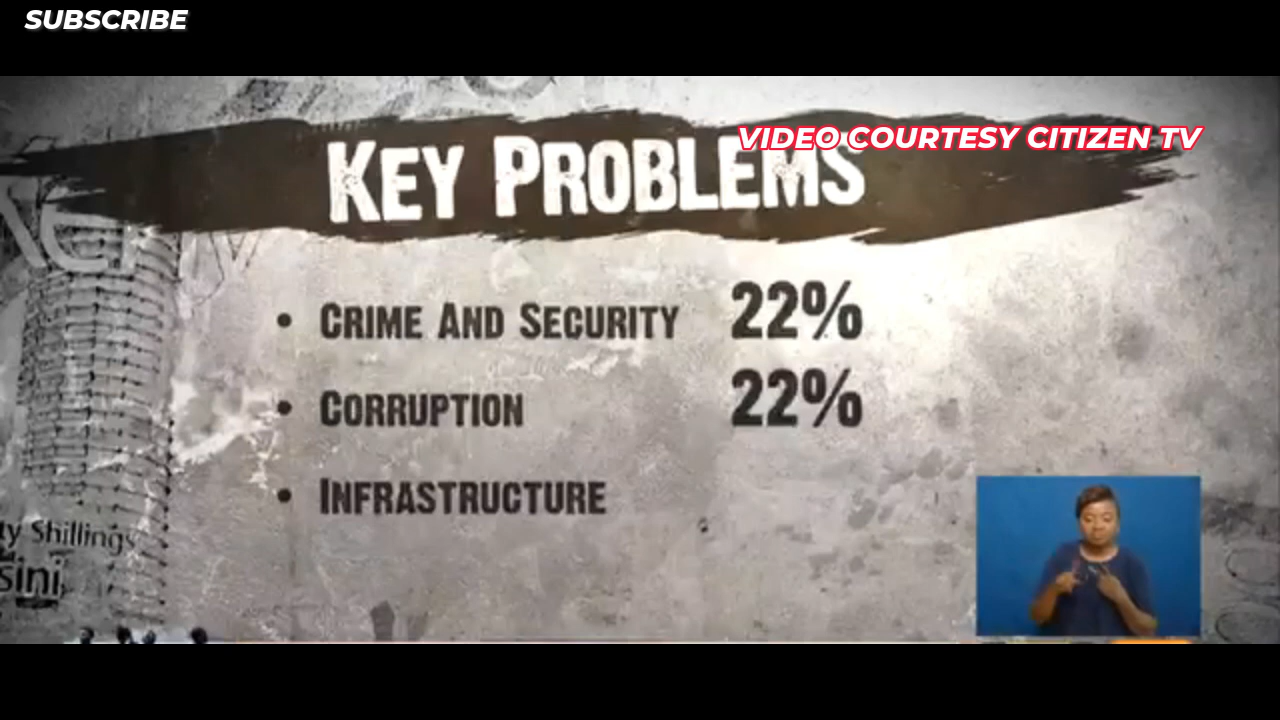 SUBSCRIBE
VIDEO COURTESY CITIZEN TV
KEY PROBLEMS
• CRIME AND SECURITY 22%
• CORRUPTION 22%
• INFRASTRUCTURE
ty Shillings
sini